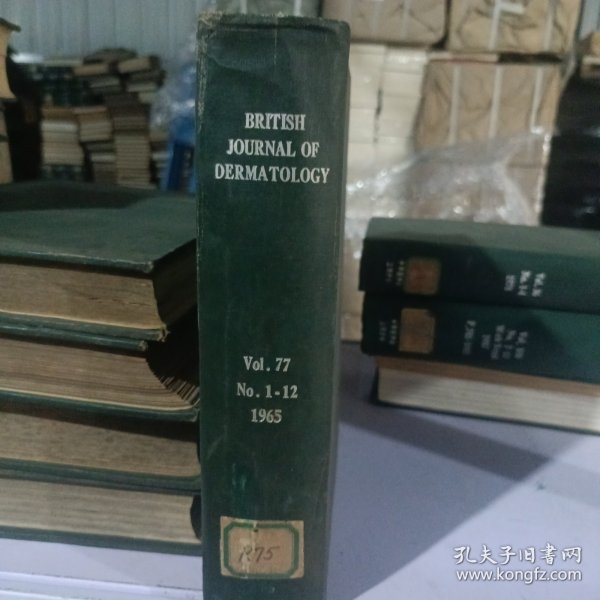 BRITISH
JOURNAL OF
DERMATOLOGY
Vol. 77
No. 1-12
1965
R75
孔夫子旧书网
www.kongfz.com